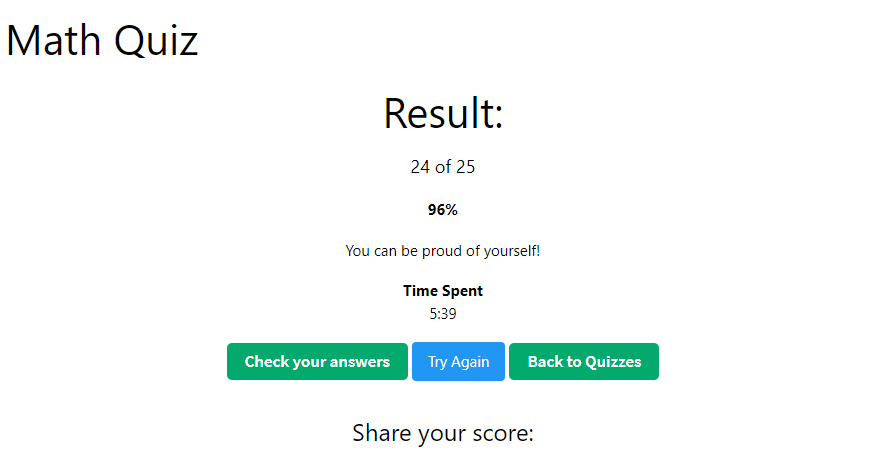 Math Quiz
Result:
24 of 25
96%
You can be proud of yourself!
Time Spent
5:39
Check your answers Try Again Back to Quizzes
Share your score: